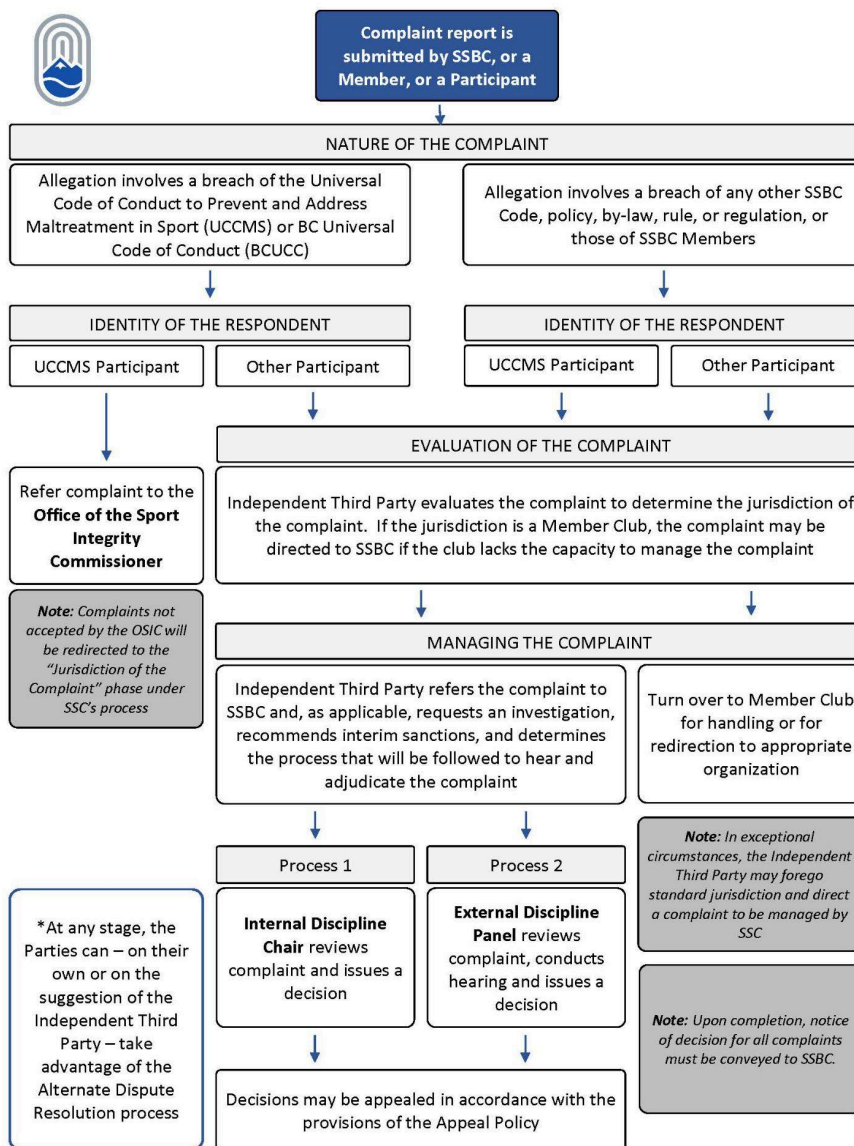 Complaint report is
submitted by SSBC, or a
Member, or a Participant
NATURE OF THE COMPLAINT
Allegation involves a breach of the Universal
Code of Conduct to Prevent and Address
Maltreatment in Sport (UCCMS) or BC Universal
Code of Conduct (BCUCC)
Allegation involves a breach of any other SSBC
Code, policy, by-law, rule, or regulation, or
those of SSBC Members
IDENTITY OF THE RESPONDENT
UCCMS Participant
Other Participant
IDENTITY OF THE RESPONDENT
UCCMS Participant
Other Participant
Refer complaint to the
Office of the Sport
Integrity
Commissioner
Note: Complaints not
accepted by the OSIC will
be redirected to the
“Jurisdiction of the
Complaint” phase under
SSC’s process
EVALUATION OF THE COMPLAINT
Independent Third Party evaluates the complaint to determine the jurisdiction of
the complaint. If the jurisdiction is a Member Club, the complaint may be
directed to SSBC if the club lacks the capacity to manage the complaint
MANAGING THE COMPLAINT
Independent Third Party refers the complaint to
SSBC and, as applicable, requests an investigation,
recommends interim sanctions, and determines
the process that will be followed to hear and
adjudicate the complaint
Turn over to Member Club
for handling or for
redirection to appropriate
organization
Process 1
Internal Discipline
Chair reviews
complaint and issues a
decision
Process 2
External Discipline
Panel reviews
complaint, conducts
hearing and issues a
decision
Note: In exceptional
circumstances, the Independent
Third Party may forego
standard jurisdiction and direct
a complaint to be managed by
SSC
Note: Upon completion, notice
of decision for all complaints
must be conveyed to SSBC.
*At any stage, the
Parties can – on their
own or on the
suggestion of the
Independent Third
Party – take
advantage of the
Alternate Dispute
Resolution process
Decisions may be appealed in accordance with the
provisions of the Appeal Policy